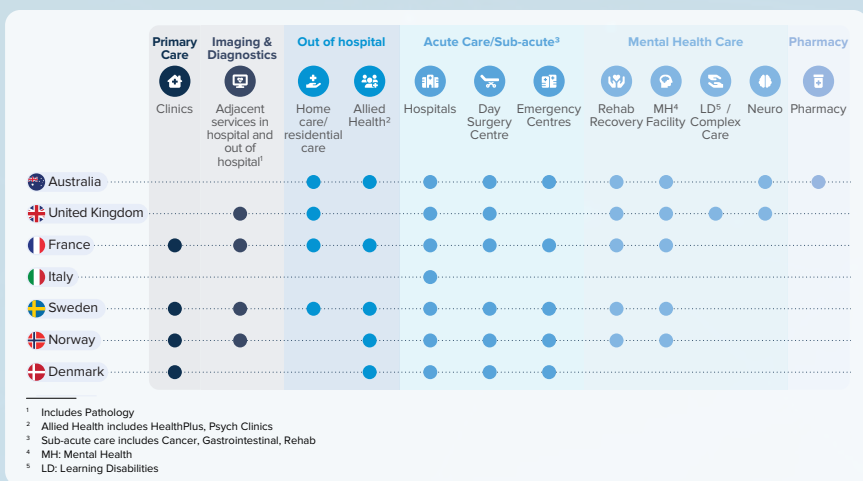 Primary Care
Imaging & Diagnostics
Out of hospital
Acute Care/Sub-acute³
Mental Health Care
Pharmacy
Clinics
Adjacent
services in
hospital and
out of
hospital¹
Home
care/
residential
care
Allied
Health²
Hospitals
Day
Surgery
Centre
Emergency
Centres
Rehab
Recovery
MH⁴
Facility
LD⁵ /
Complex
Care
Neuro
Pharmacy
Australia
United Kingdom
France
Italy
Sweden
Norway
Denmark
¹ Includes Pathology
² Allied Health includes HealthPlus, Psych Clinics
³ Sub-acute care includes Cancer, Gastrointestinal, Rehab
⁴ MH: Mental Health
⁵ LD: Learning Disabilities